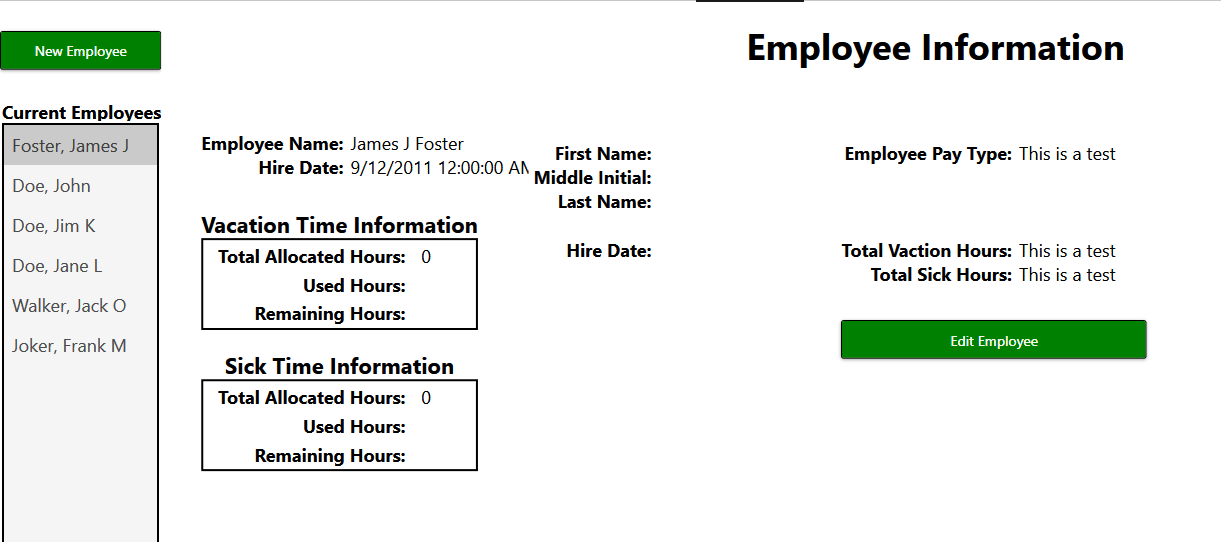 New Employee
Employee Information
Current Employees
Foster, James J
Doe, John
Doe, Jim K
Doe, Jane L
Walker, Jack O
Joker, Frank M
Employee Name: James J Foster
Hire Date: 9/12/2011 12:00:00 AM
Vacation Time Information
Total Allocated Hours: 0
Used Hours:
Remaining Hours:
Sick Time Information
Total Allocated Hours: 0
Used Hours:
Remaining Hours:
First Name:
Middle Initial:
Last Name:
Hire Date:
Employee Pay Type: This is a test
Total Vaction Hours: This is a test
Total Sick Hours: This is a test
Edit Employee